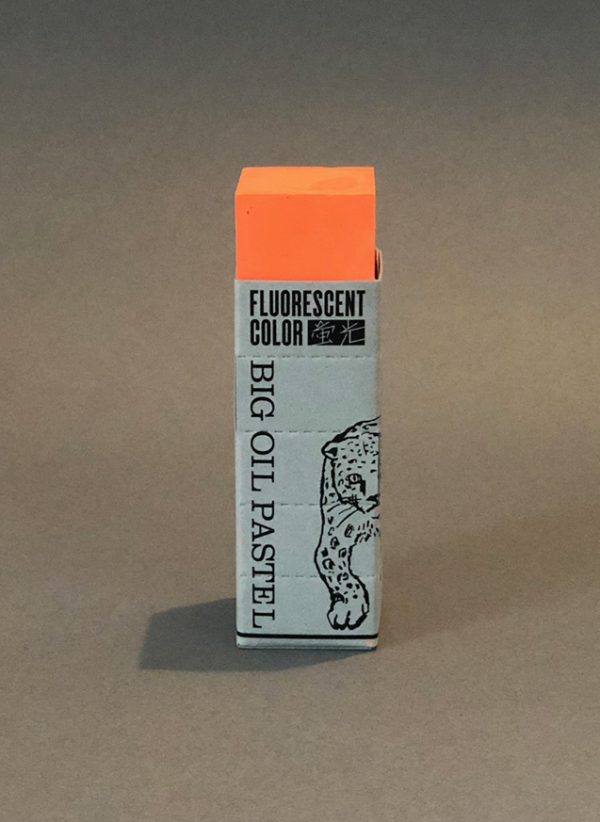 FLUORESCENT
COLOR 蛍光
BIG OIL PASTEL